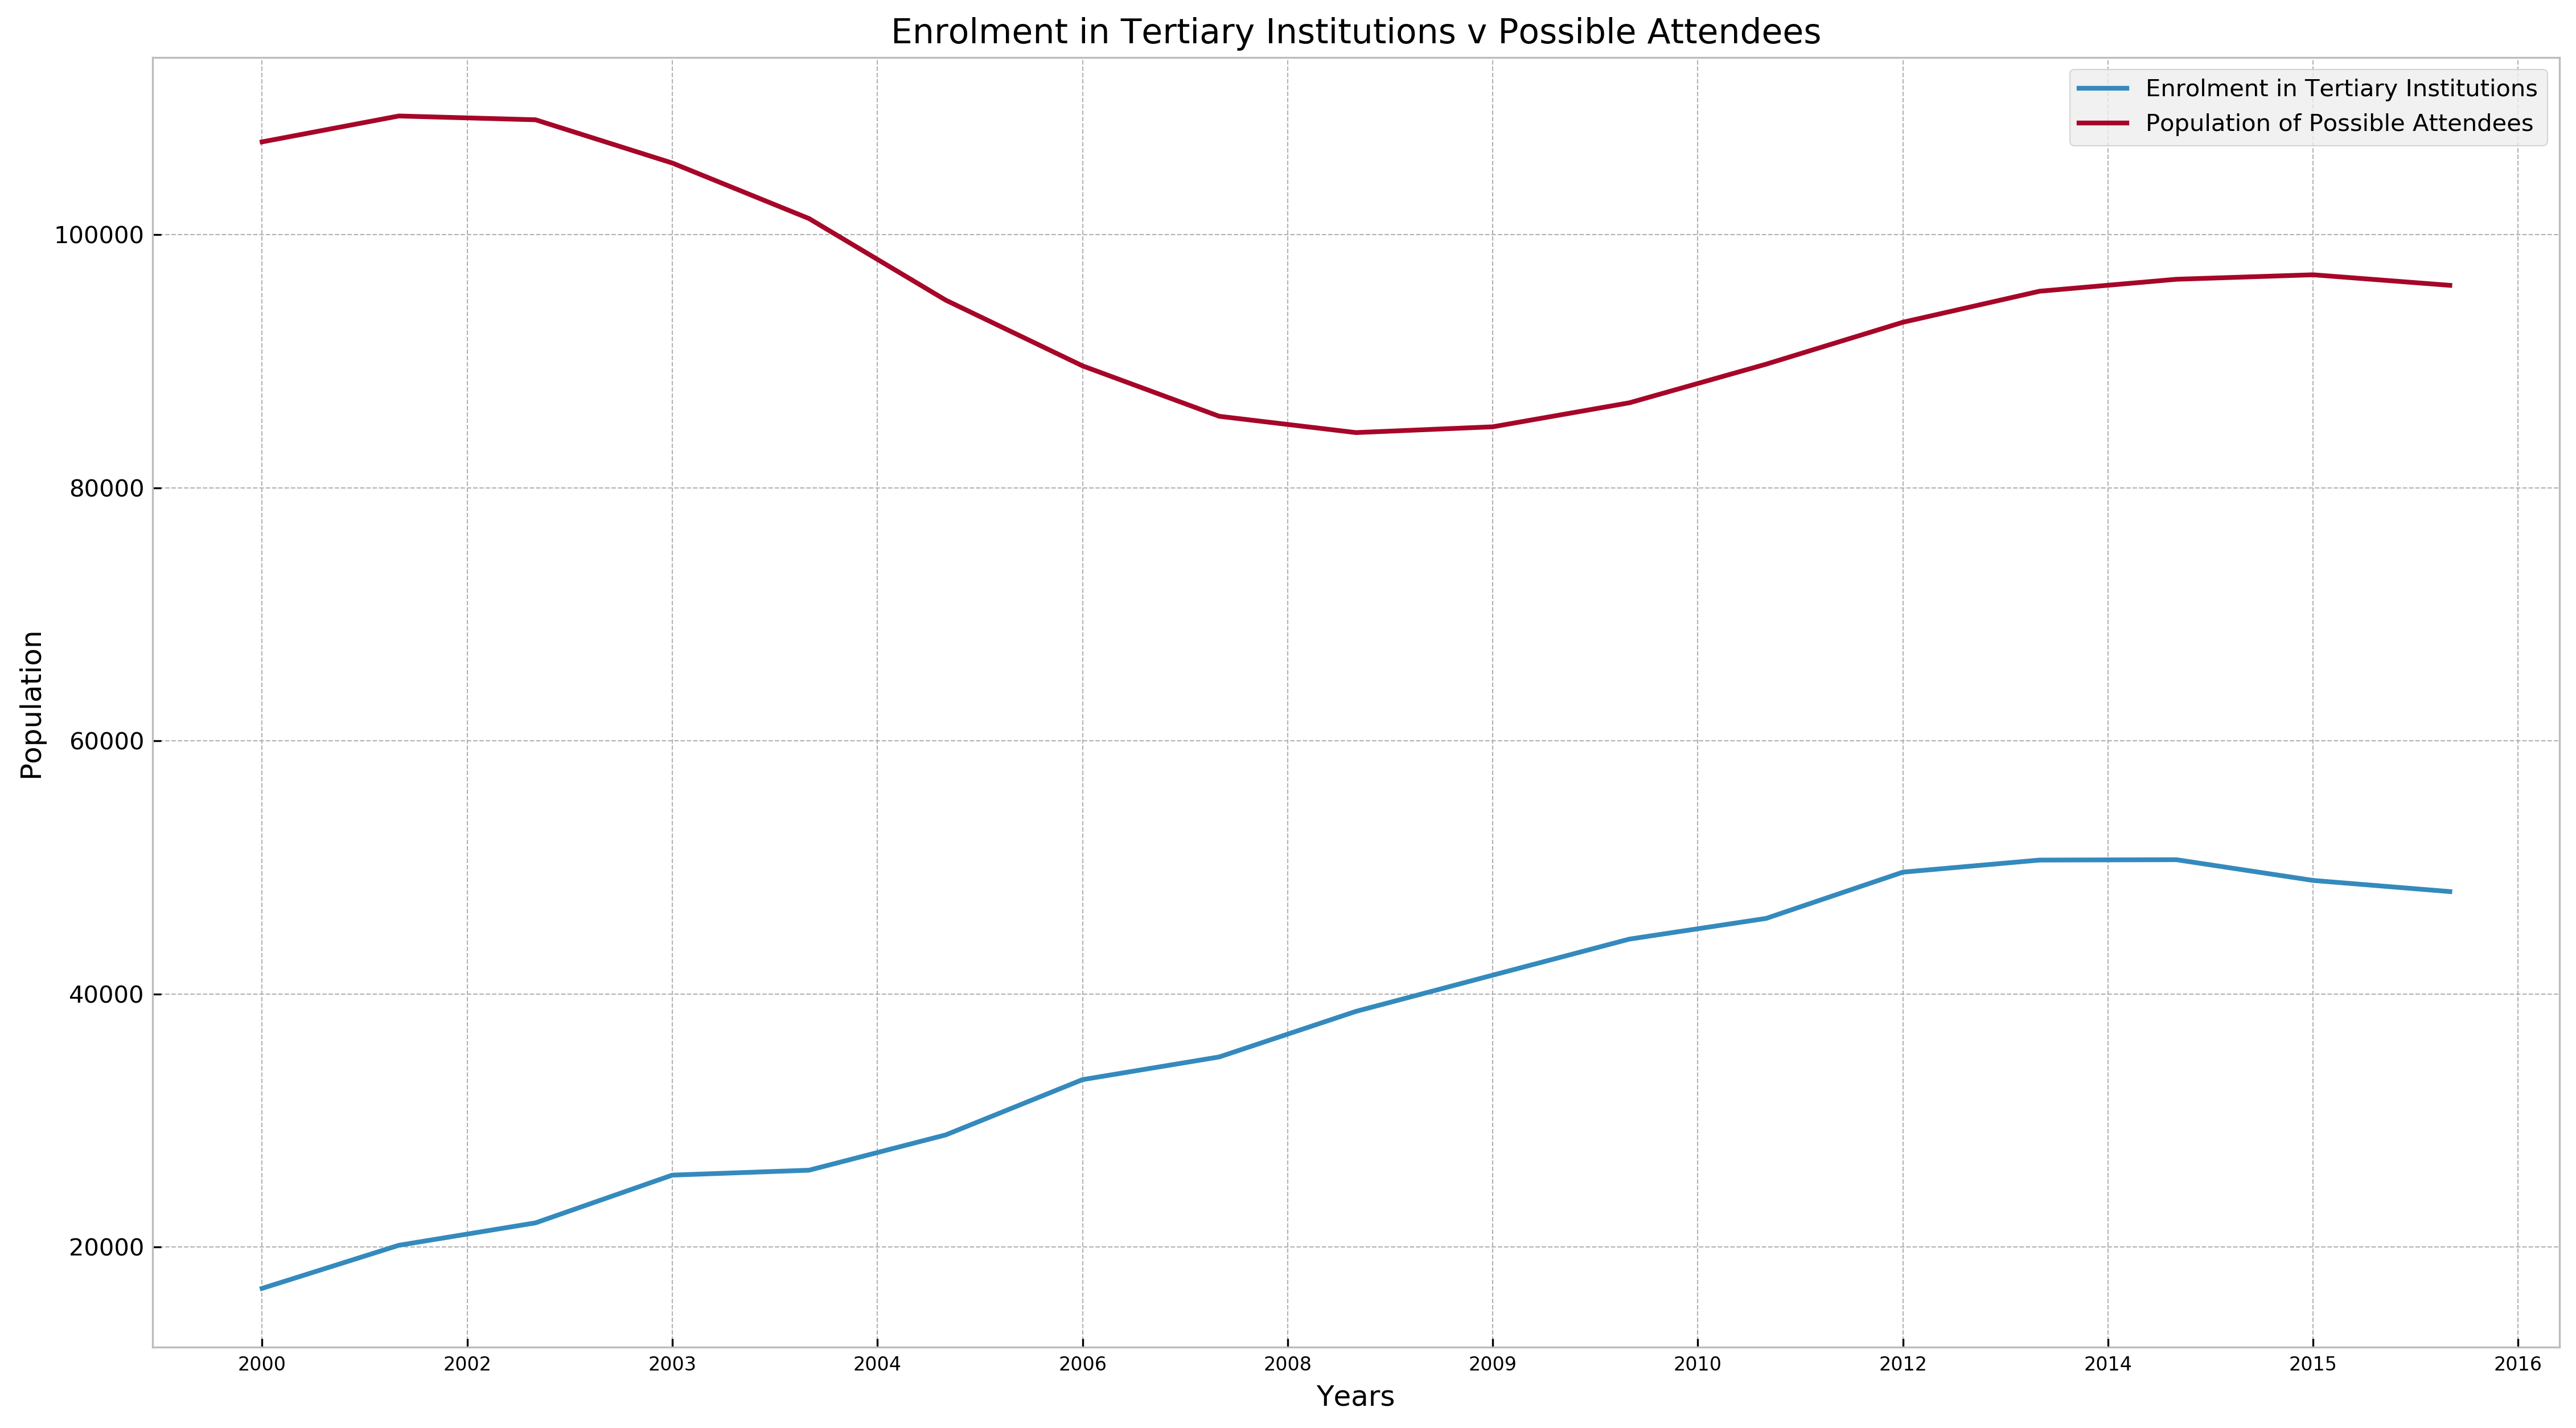 Enrolment in Tertiary Institutions v Possible Attendees
Enrolment in Tertiary Institutions
Population of Possible Attendees
100000
80000
60000
40000
20000
Population
2000 2002 2003 2004 2006 2008 2009 2010 2012 2014 2015 2016
Years